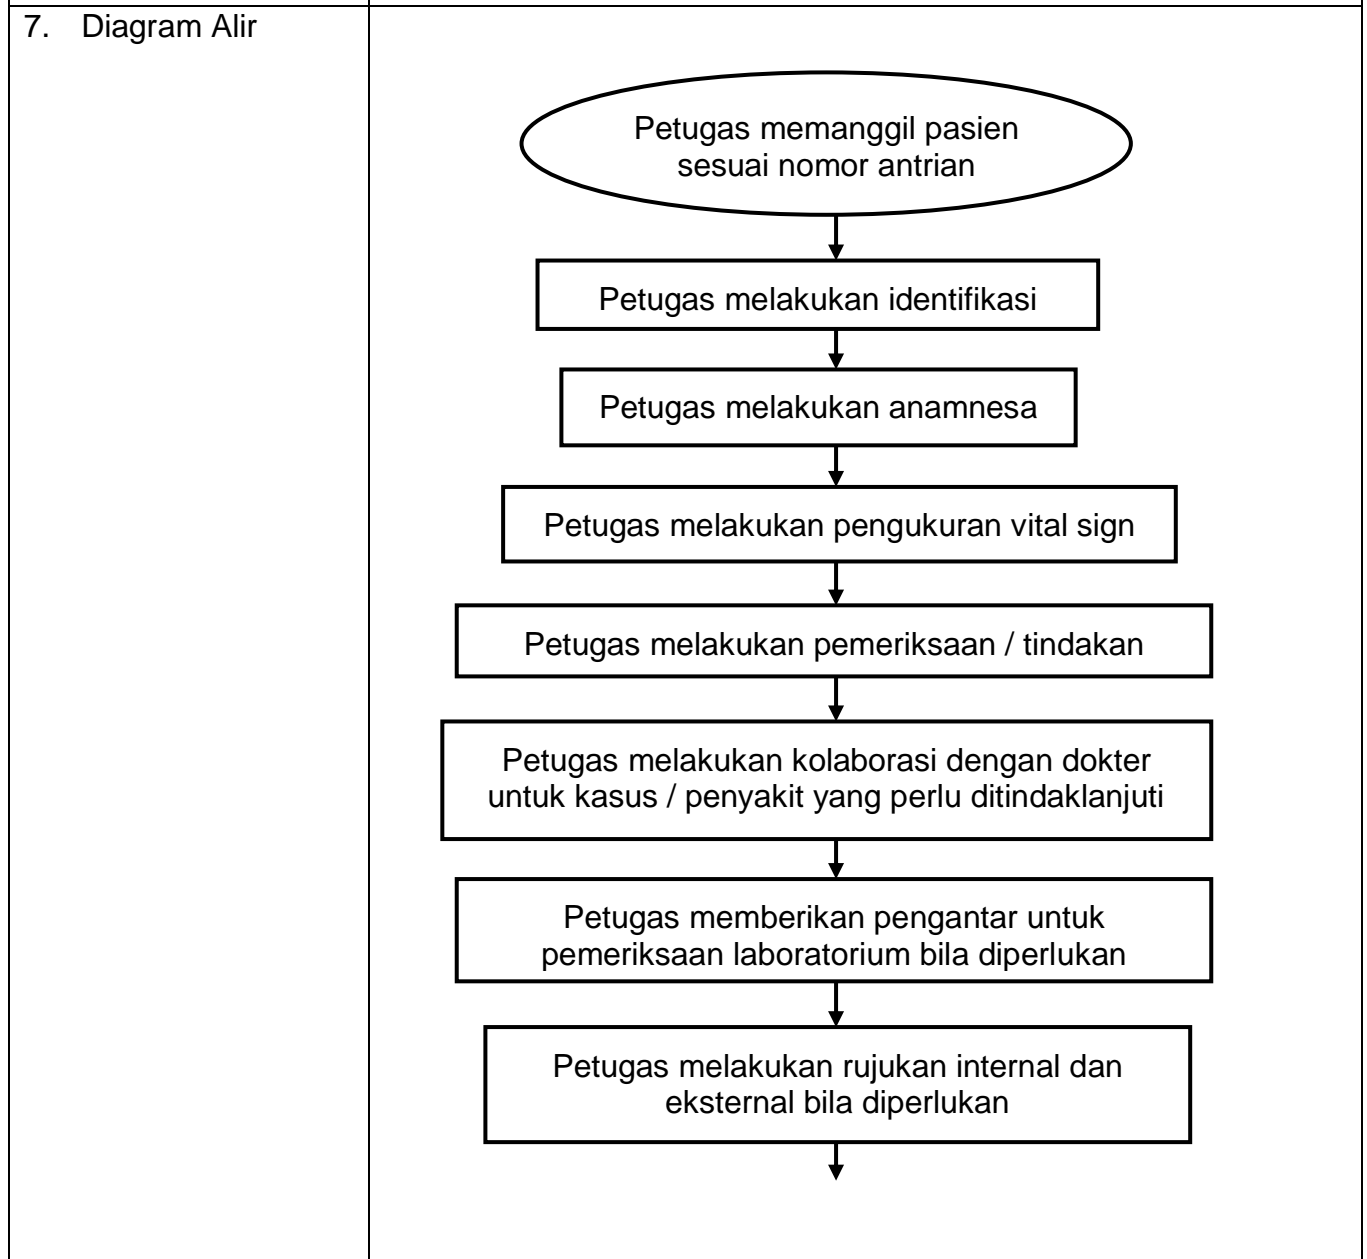 7. Diagram Alir
Petugas memanggil pasien
sesuai nomor antrian
Petugas melakukan identifikasi
Petugas melakukan anamnesa
Petugas melakukan pengukuran vital sign
Petugas melakukan pemeriksaan / tindakan
Petugas melakukan kolaborasi dengan dokter
untuk kasus / penyakit yang perlu ditindaklanjuti
Petugas memberikan pengantar untuk
pemeriksaan laboratorium bila diperlukan
Petugas melakukan rujukan internal dan
eksternal bila diperlukan